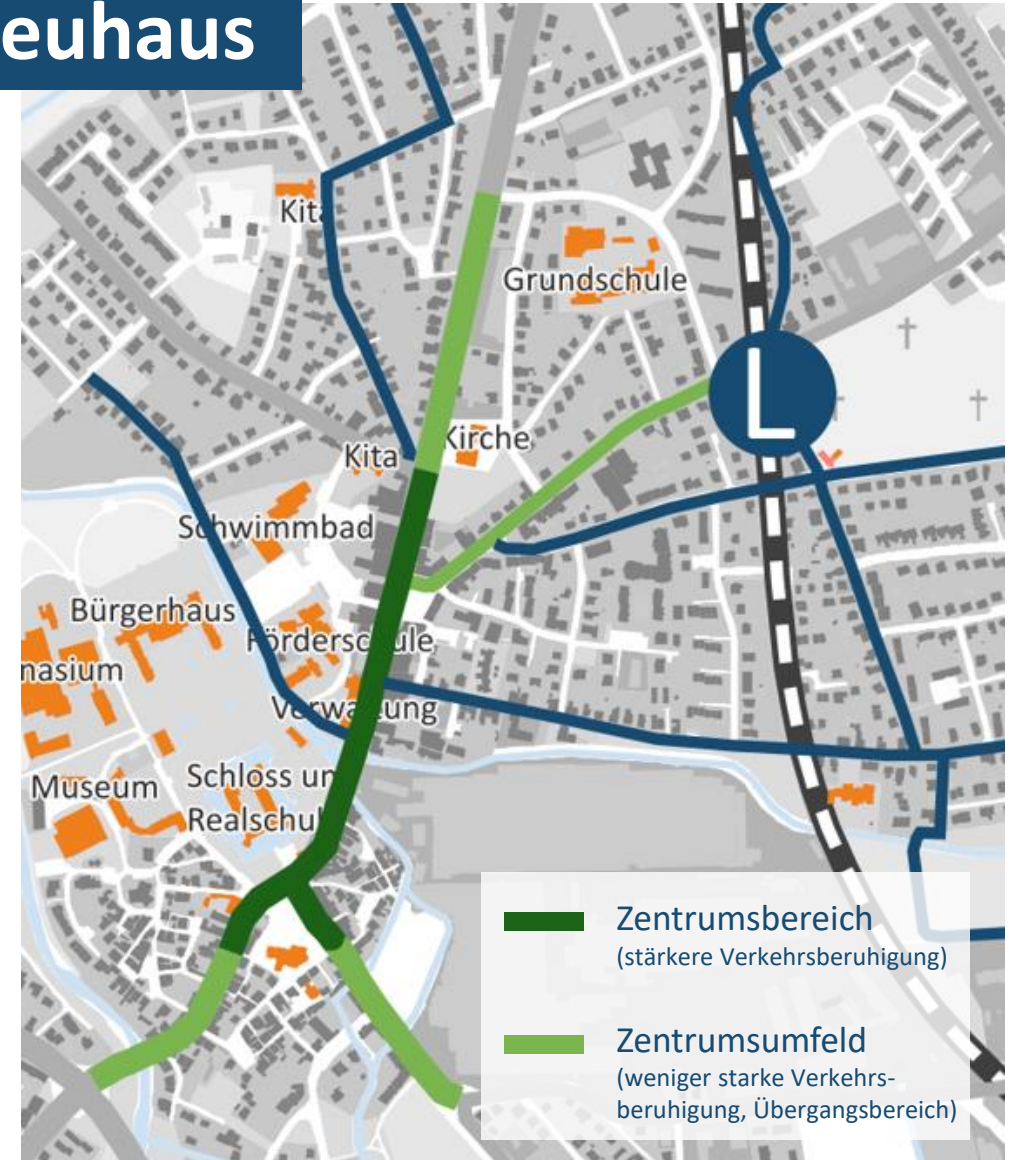 euhaus
Kita
Grundschule
L
Kirche
Kita
Schwimmbad
Bürgerhaus
Förderschule
nasium
Verwaltung
Museum
Schloss un
Realschul
Zentrumsbereich
(stärkere Verkehrsberuhigung)
Zentrumsumfeld
(weniger starke Verkehrs-
beruhigung, Übergangsbereich)